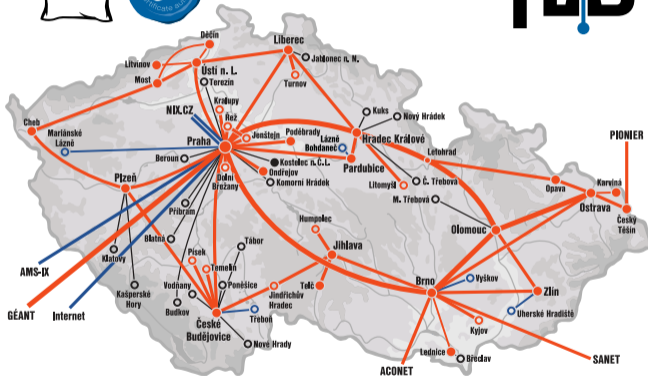 certificate aut
Děčín
Liberec
Litvínov
Jablonec n. N.
Most
Ústí n. L.
Terezín
Turnov
NIX.CZ
Kralupy
Kuks
Cheb
Řež
Nový Hrádek
Mariánské
Lázně
Praha
Jenštejn
Poděbrady
Lázně
Bohdaneč
Hradec Králové
PIONIER
Beroun
Kostelec n.Č.L.
Letohrad
Dolní
Břežany
Ondřejov
Pardubice
Plzeň
Komorní Hrádek
Litomyšl
Č. Třebová
Opava
Karviná
M. Třebová
Ostrava
Příbram
Český
Těšín
Humpolec
Olomouc
Blatná
Tábor
Klatovy
Písek
Jihlava
AMS-IX
Temelín
Vyškov
Kašperské
Hory
Vodňany
Poněšice
Jindřichův
Hradec
Telč
Brno
Zlín
GÉANT
Internet
Budkov
Třeboň
Uherské Hradiště
České
Budějovice
Kyjov
Nové Hrady
Lednice
Břeclav
SANET
ACONET